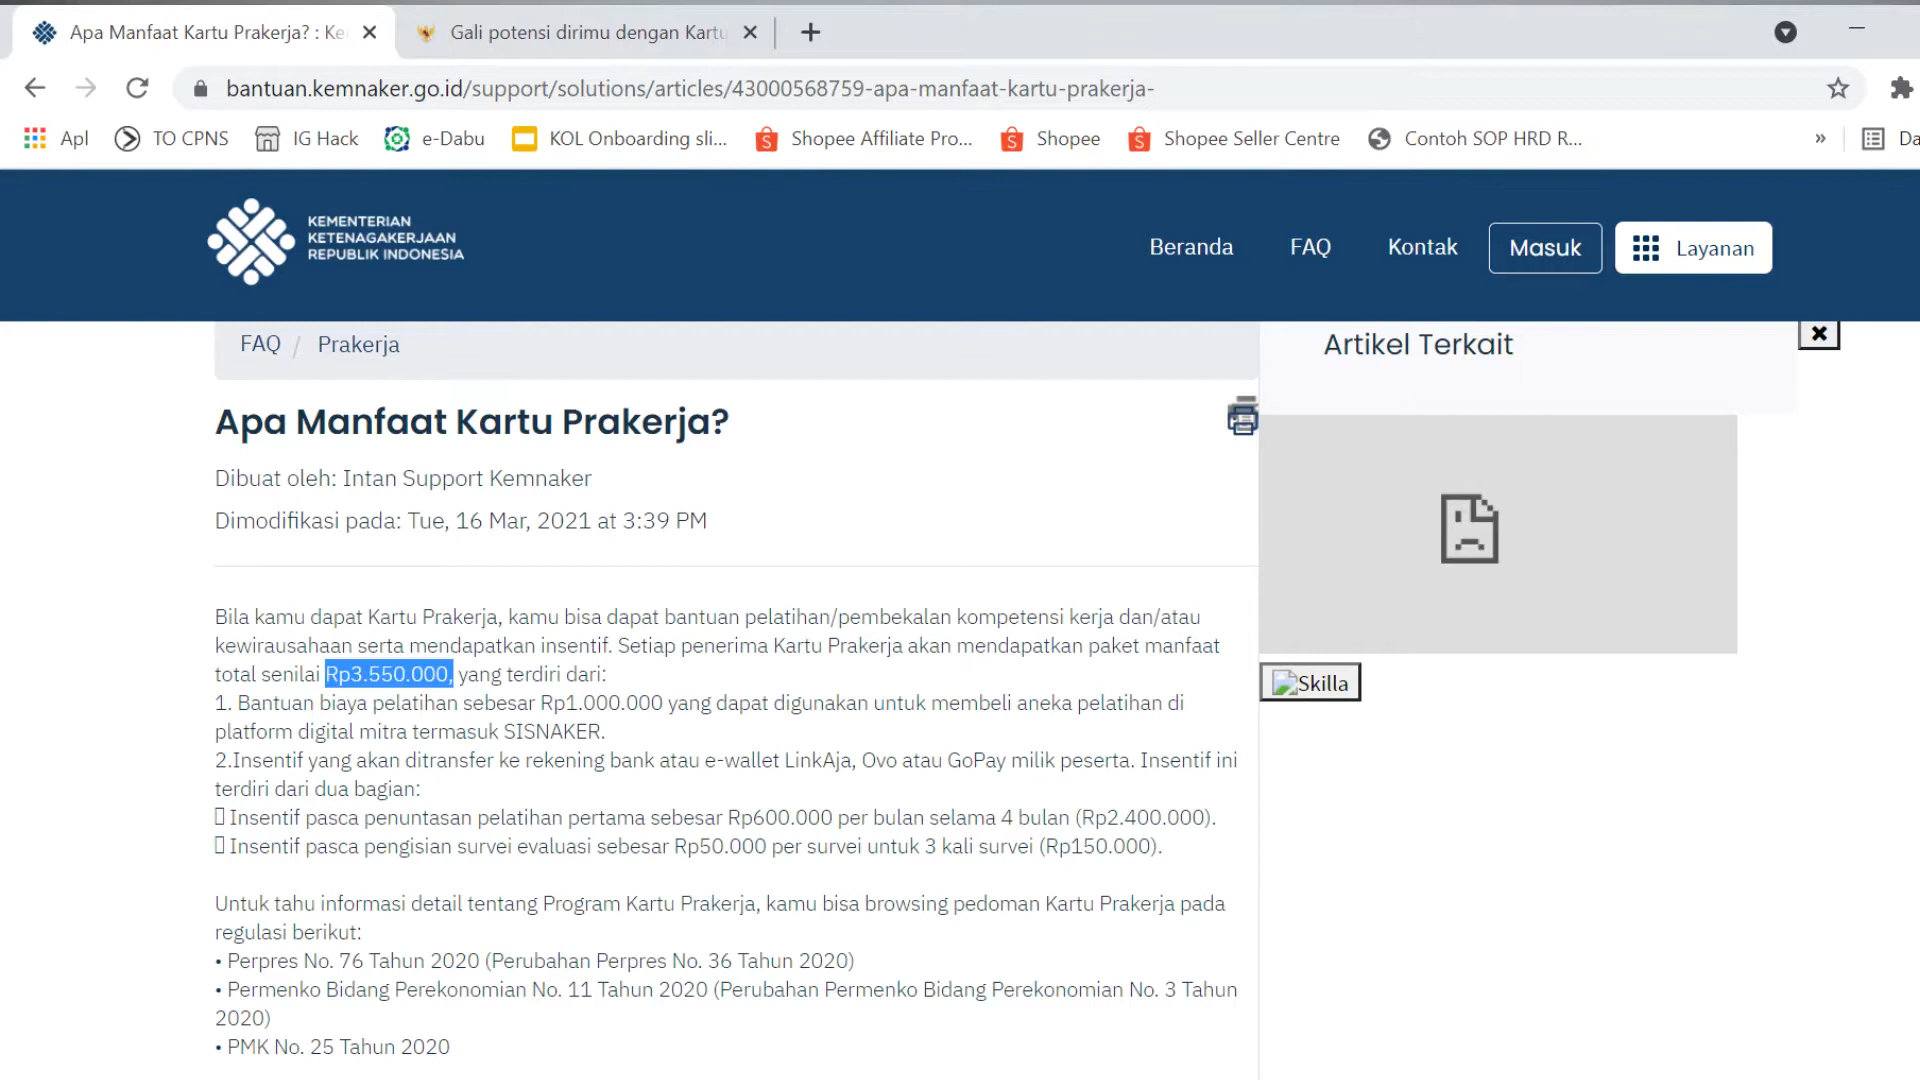 Apa Manfaat Kartu Prakerja? : Ke
Gali potensi dirimu dengan Kartu
bantuan.kemnaker.go.id/support/solutions/articles/43000568759-apa-manfaat-kartu-prakerja-
Apl
TO CPNS
IG Hack
e-Dabu
KOL Onboarding sli...
Shopee Affiliate Pro...
Shopee
Shopee Seller Centre
Contoh SOP HRD R...
»
Da
KEMENTERIAN
KETENAGAKERJAAN
REPUBLIK INDONESIA
Beranda
FAQ
Kontak
Masuk
Layanan
FAQ / Prakerja
Artikel Terkait
Apa Manfaat Kartu Prakerja?
Dibuat oleh: Intan Support Kemnaker
Dimodifikasi pada: Tue, 16 Mar, 2021 at 3:39 PM
Skilla
Bila kamu dapat Kartu Prakerja, kamu bisa dapat bantuan pelatihan/pembekalan kompetensi kerja dan/atau
kewirausahaan serta mendapatkan insentif. Setiap penerima Kartu Prakerja akan mendapatkan paket manfaat
total senilai Rp3.550.000, yang terdiri dari:
1. Bantuan biaya pelatihan sebesar Rp1.000.000 yang dapat digunakan untuk membeli aneka pelatihan di
platform digital mitra termasuk SISNAKER.
2.Insentif yang akan ditransfer ke rekening bank atau e-wallet LinkAja, Ovo atau GoPay milik peserta. Insentif ini
terdiri dari dua bagian:
Insentif pasca penuntasan pelatihan pertama sebesar Rp600.000 per bulan selama 4 bulan (Rp2.400.000).
Insentif pasca pengisian survei evaluasi sebesar Rp50.000 per survei untuk 3 kali survei (Rp150.000).
Untuk tahu informasi detail tentang Program Kartu Prakerja, kamu bisa browsing pedoman Kartu Prakerja pada
regulasi berikut:
• Perpres No. 76 Tahun 2020 (Perubahan Perpres No. 36 Tahun 2020)
• Permenko Bidang Perekonomian No. 11 Tahun 2020 (Perubahan Permenko Bidang Perekonomian No. 3 Tahun
2020)
• PMK No. 25 Tahun 2020